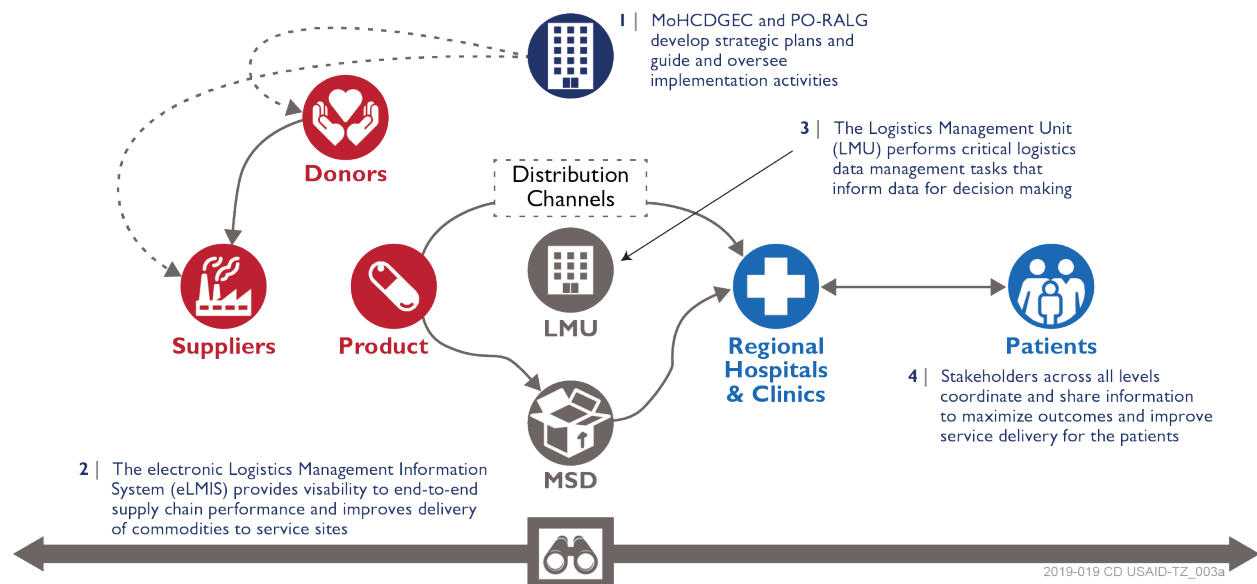 1 | MoHCDGEC and PO-RALG
develop strategic plans and
guide and oversee
implementation activities
Donors
3 | The Logistics Management Unit
(LMU) performs critical logistics
data management tasks that
inform data for decision making
Distribution
Channels
Suppliers
Product
LMU
Regional
Hospitals
& Clinics
Patients
4 | Stakeholders across all levels
coordinate and share information
to maximize outcomes and improve
service delivery for the patients
MSD
2 | The electronic Logistics Management Information
System (eLMIS) provides visability to end-to-end
supply chain performance and improves delivery
of commodities to service sites
2019-019 CD USAID-TZ_003a